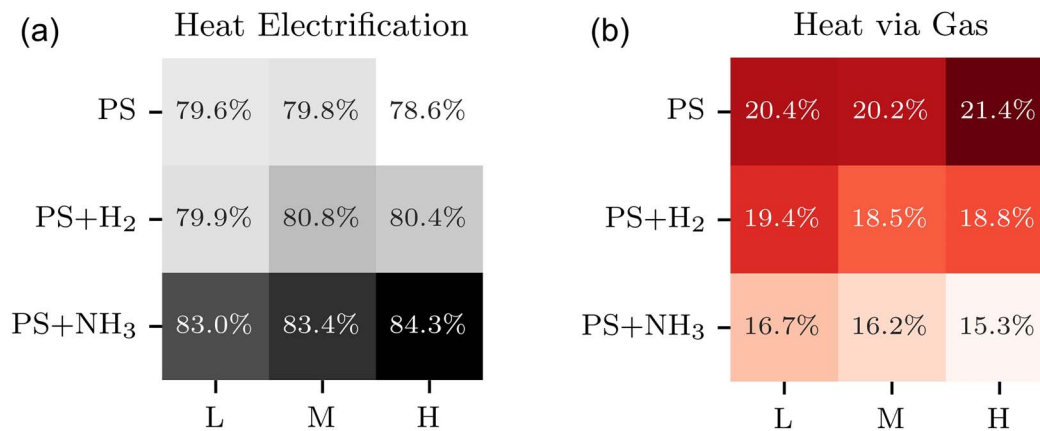 (a) Heat Electrification
PS 79.6% 79.8% 78.6%
PS+H₂ 79.9% 80.8% 80.4%
PS+NH₃ 83.0% 83.4% 84.3%
L M H
(b) Heat via Gas
PS 20.4% 20.2% 21.4%
PS+H₂ 19.4% 18.5% 18.8%
PS+NH₃ 16.7% 16.2% 15.3%
L M H